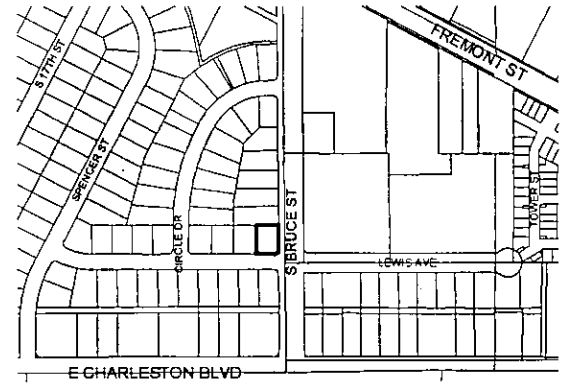 S 17TH ST
FREMONT ST
SPENCER ST
TOWER ST
CIRCLE DR
S BRUCE ST
LEWIS AVE
E CHARLESTON BLVD